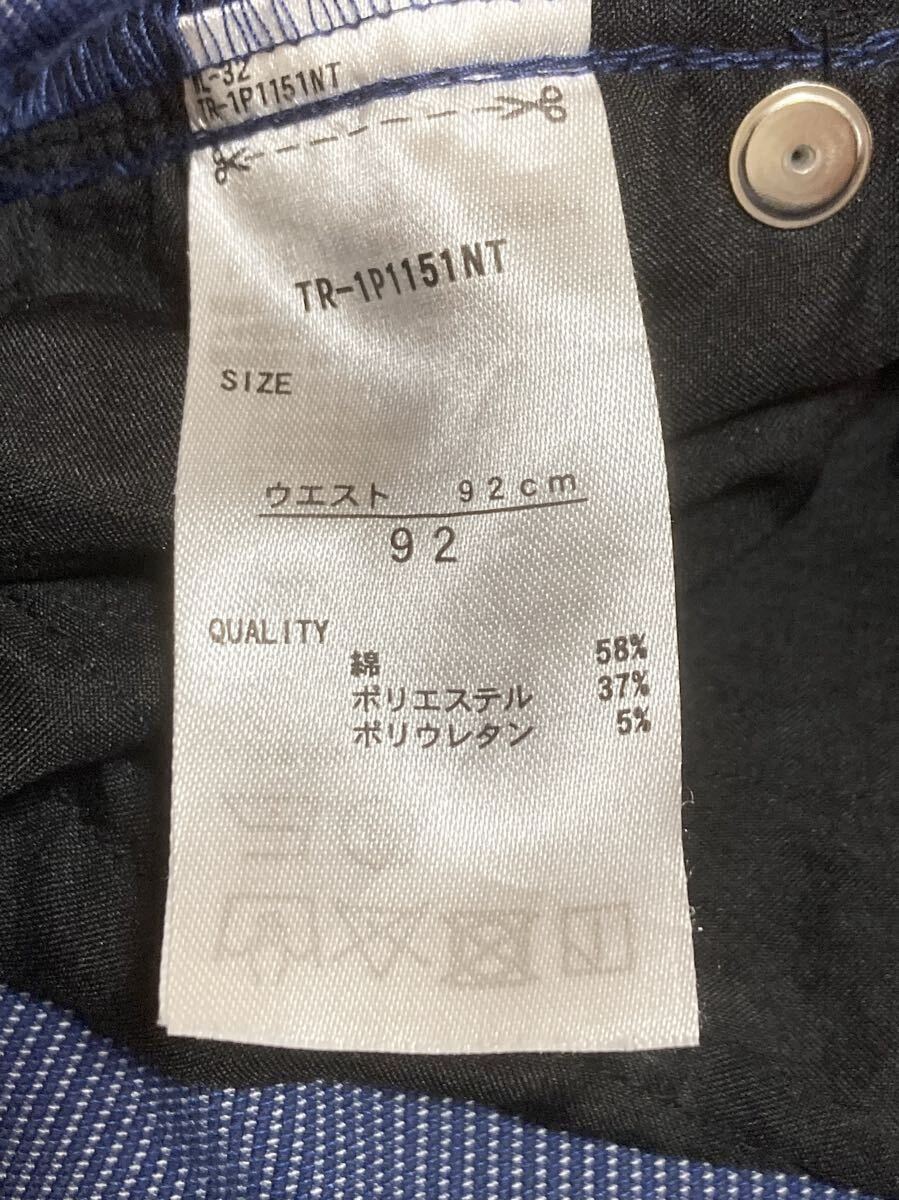 TR-1P1151NT
TR-1P1151NT
SIZE
ウエスト 92cm
92
QUALITY
綿 58%
ポリエステル 37%
ポリウレタン 5%